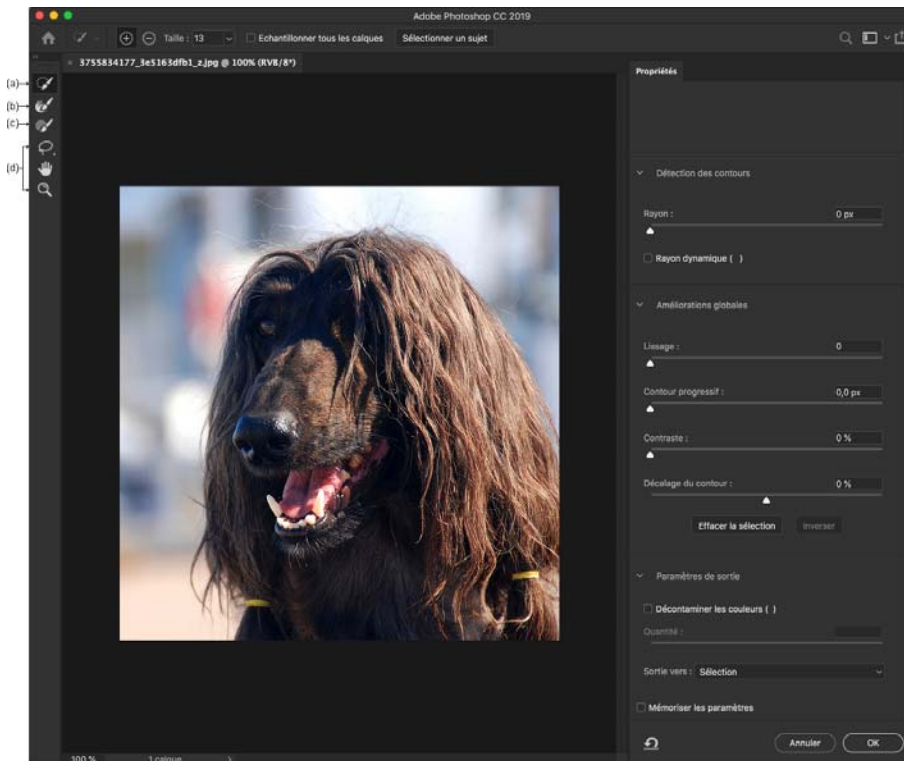 Adobe Photoshop CC 2019
Taille : 13
Echantillonner tous les calques
Sélectionner un sujet
× 3755834177_3e5163dfb1_z.jpg @ 100% (RVB/8*)
Propriétés
(a)
(b)
(c)
(d)
Détection des contours
Rayon : 0 px
Rayon dynamique ( )
Améliorations globales
Lissage : 0
Contour progressif : 0,0 px
Contraste : 0 %
Décalage du contour : 0 %
Effacer la sélection Inverser
Paramètres de sortie
Décontaminer les couleurs ( )
Quantité :
Sortie vers : Sélection
Mémoriser les paramètres
Annuler OK
100 % 1 calque